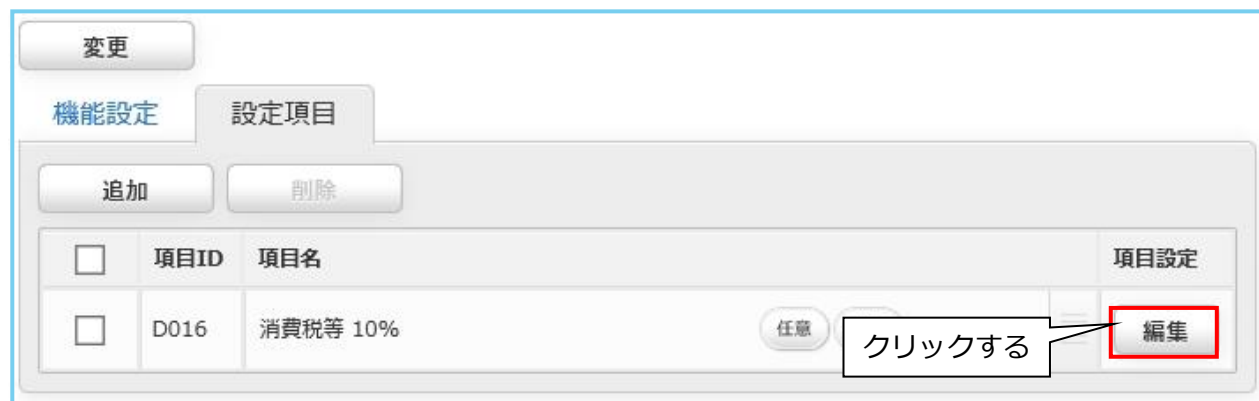 変更
機能設定 設定項目
追加 削除
項目ID 項目名 項目設定
D016 消費税等 10% 任意 クリックする 編集